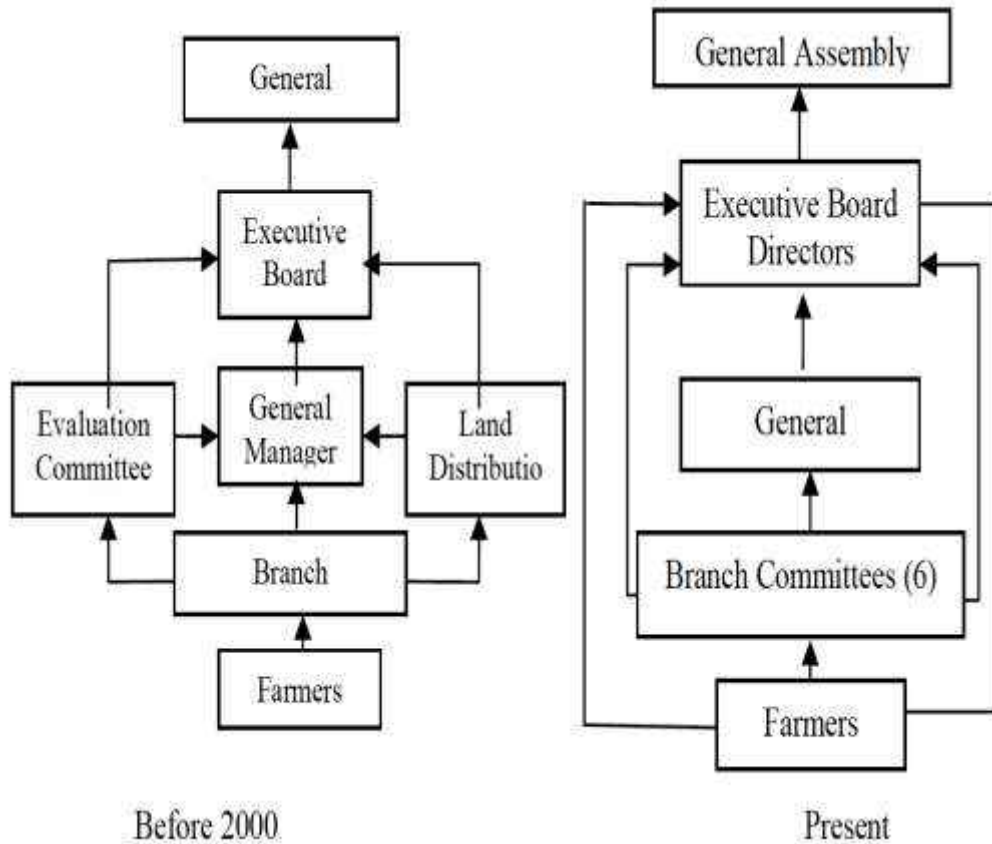 General
Executive
Board
Evaluation
Committee
General
Manager
Land
Distributio
Branch
Farmers
Before 2000
General Assembly
Executive Board
Directors
General
Branch Committees (6)
Farmers
Present